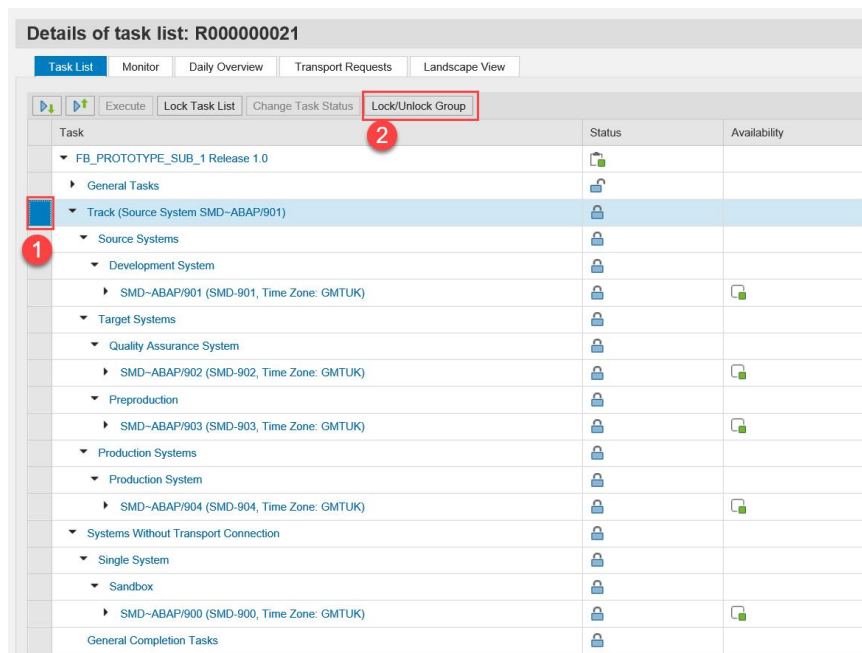 Details of task list: R000000021
Task List Monitor Daily Overview Transport Requests Landscape View
Execute Lock Task List Change Task Status Lock/Unlock Group
2
Task Status Availability
FB_PROTOTYPE_SUB_1 Release 1.0
General Tasks
Track (Source System SMD~ABAP/901)
1
Source Systems
Development System
SMD~ABAP/901 (SMD-901, Time Zone: GMTUK)
Target Systems
Quality Assurance System
SMD~ABAP/902 (SMD-902, Time Zone: GMTUK)
Preproduction
SMD~ABAP/903 (SMD-903, Time Zone: GMTUK)
Production Systems
Production System
SMD~ABAP/904 (SMD-904, Time Zone: GMTUK)
Systems Without Transport Connection
Single System
Sandbox
SMD~ABAP/900 (SMD-900, Time Zone: GMTUK)
General Completion Tasks